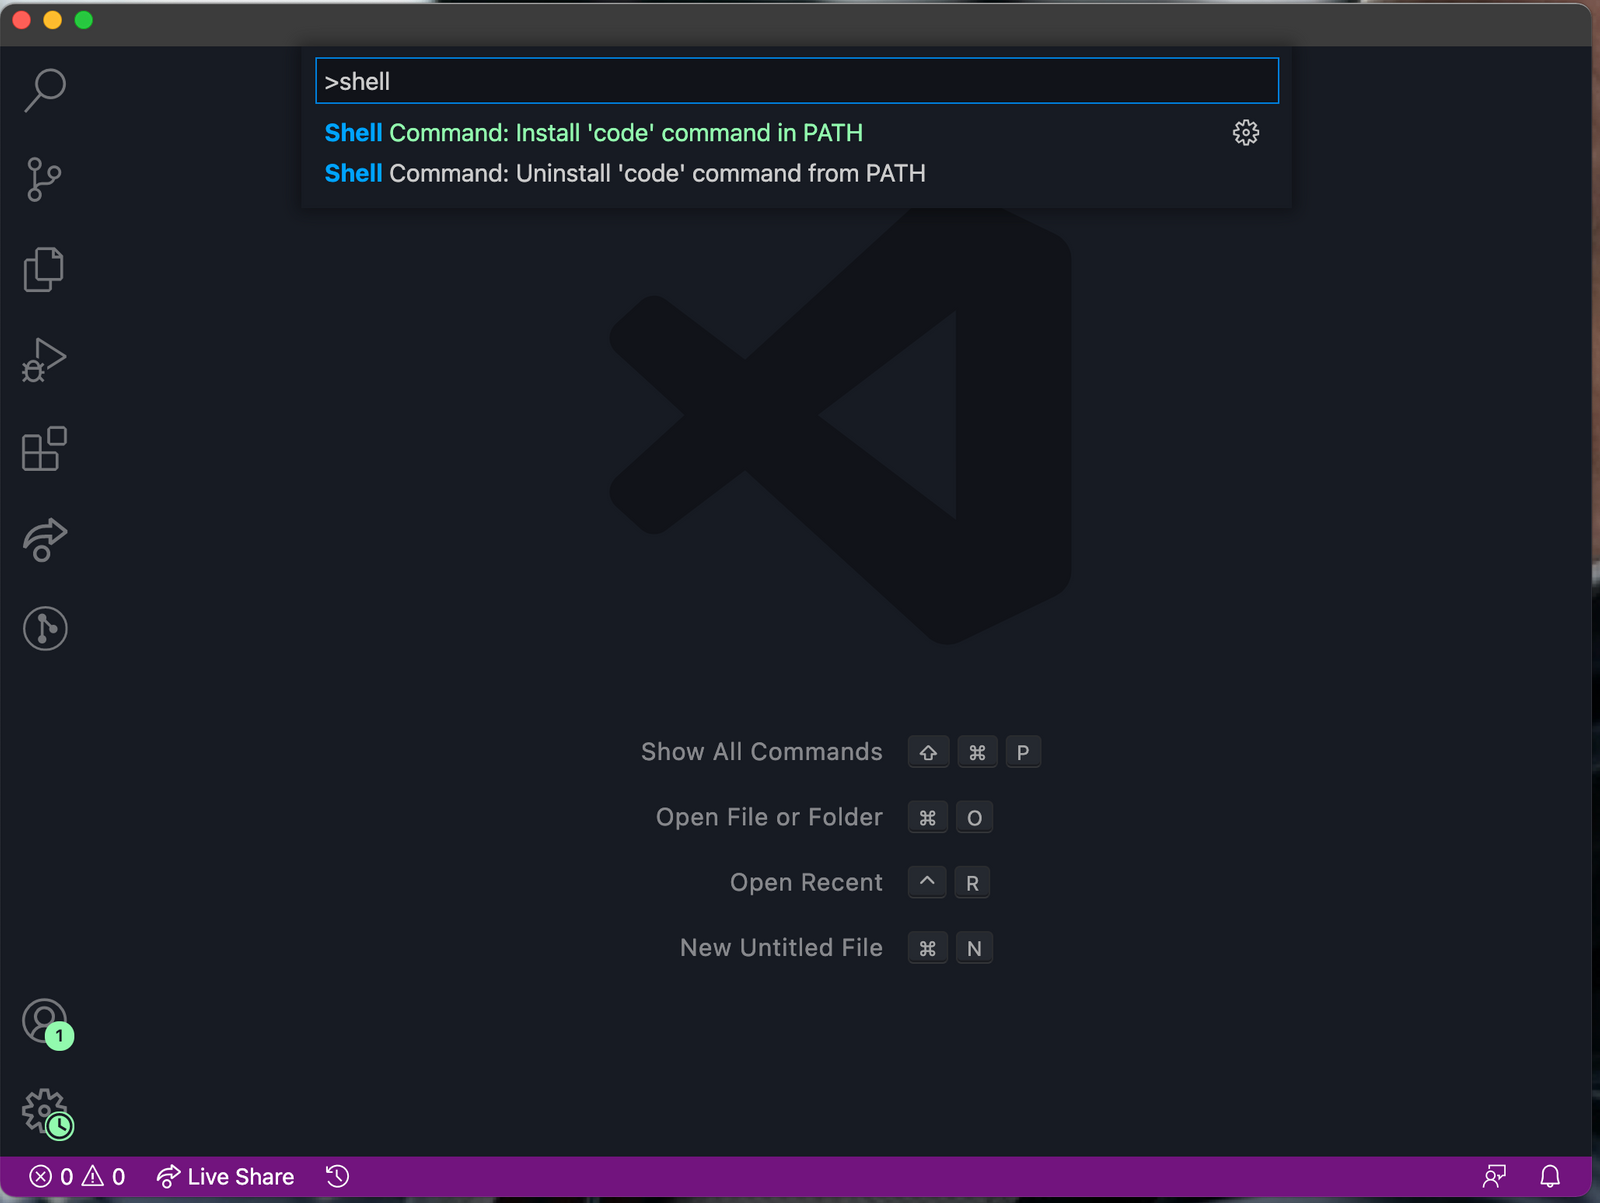 >shell
Shell Command: Install 'code' command in PATH
Shell Command: Uninstall 'code' command from PATH
Show All Commands ⇧ ⌘ P
Open File or Folder ⌘ O
Open Recent ^ R
New Untitled File ⌘ N
1
0 0 Live Share